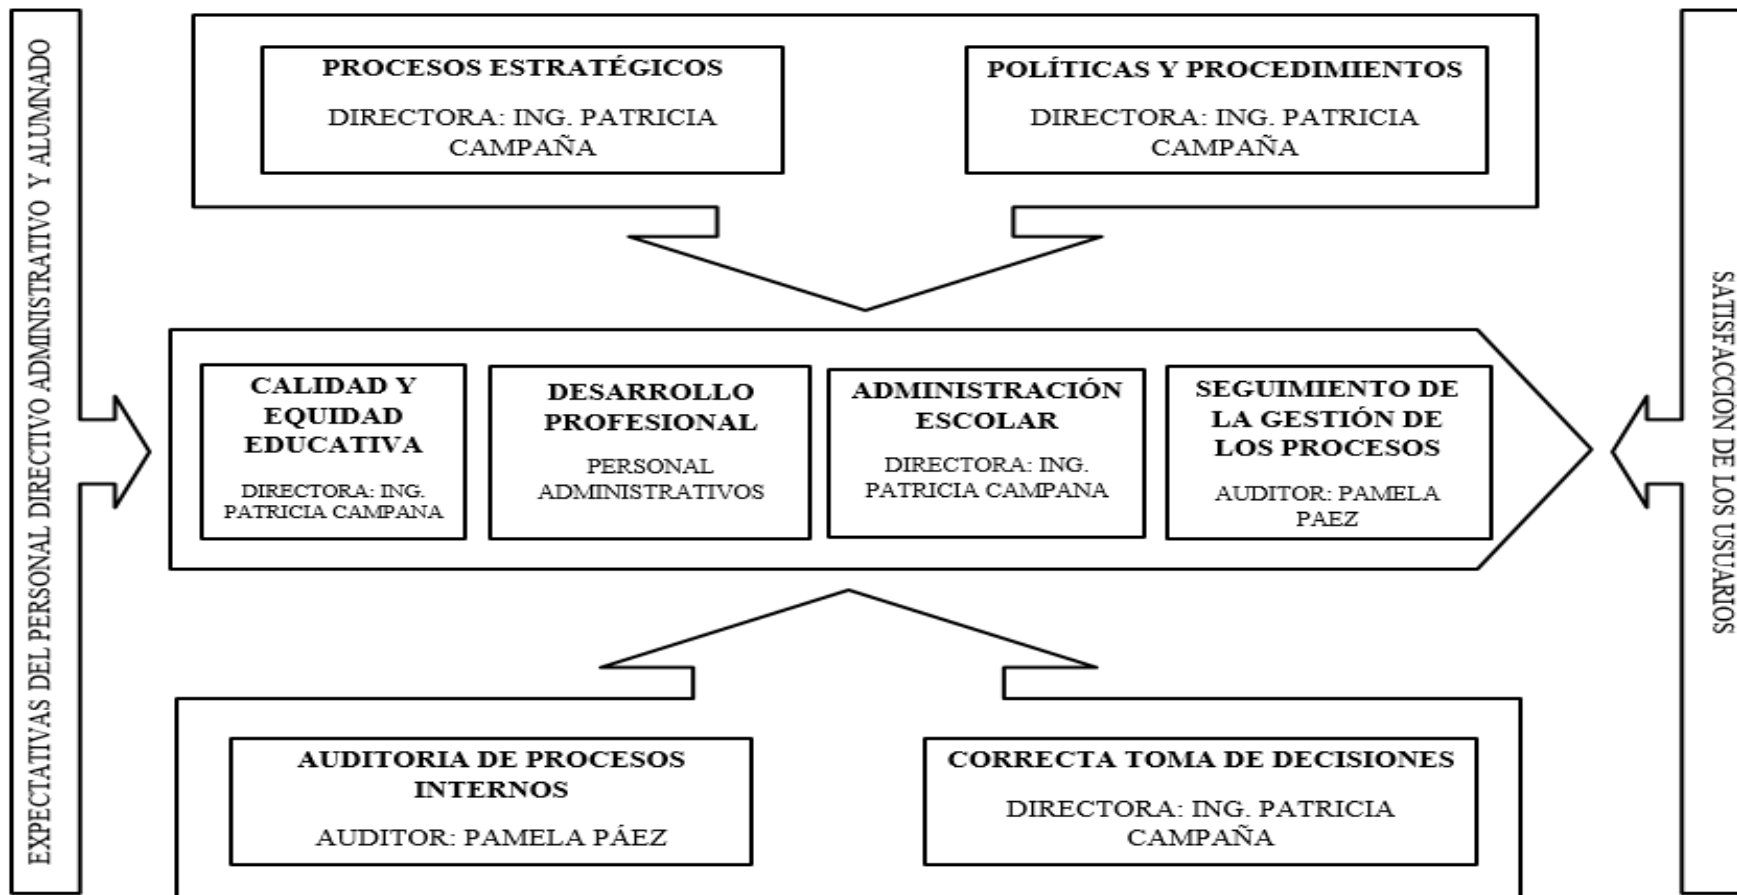 EXPECTATIVAS DEL PERSONAL DIRECTIVO ADMINISTRATIVO Y ALUMNADO
PROCESOS ESTRATÉGICOS
DIRECTORA: ING. PATRICIA
CAMPAÑA
POLÍTICAS Y PROCEDIMIENTOS
DIRECTORA: ING. PATRICIA
CAMPAÑA
CALIDAD Y
EQUIDAD
EDUCATIVA
DIRECTORA: ING.
PATRICIA CAMPANA
DESARROLLO
PROFESIONAL
PERSONAL
ADMINISTRATIVOS
ADMINISTRACIÓN
ESCOLAR
DIRECTORA: ING.
PATRICIA CAMPANA
SEGUIMIENTO DE
LA GESTIÓN DE
LOS PROCESOS
AUDITOR: PAMELA
PAEZ
AUDITORIA DE PROCESOS
INTERNOS
AUDITOR: PAMELA PÁEZ
CORRECTA TOMA DE DECISIONES
DIRECTORA: ING. PATRICIA
CAMPAÑA
SATISFACCIÓN DE LOS USUARIOS